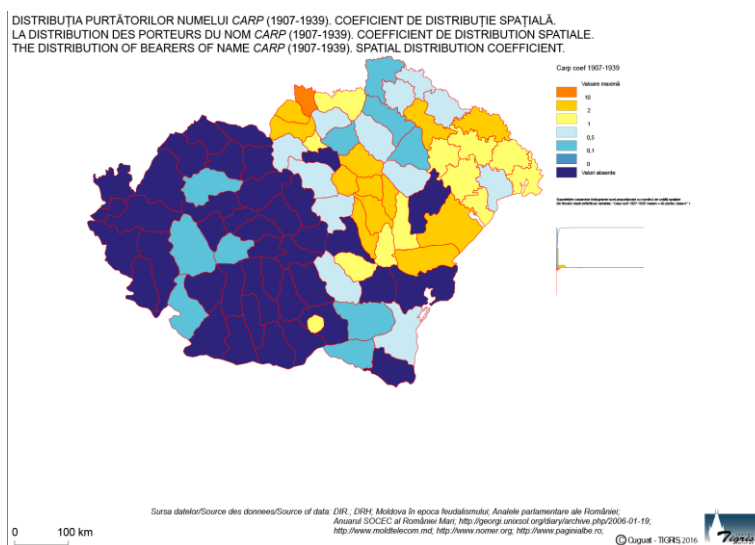 DISTRIBUȚIA PURTĂTORILOR NUMELUI CARP (1907-1939). COEFICIENT DE DISTRIBUȚIE SPAȚIALĂ.
LA DISTRIBUTION DES PORTEURS DU NOM CARP (1907-1939). COEFFICIENT DE DISTRIBUTION SPATIALE.
THE DISTRIBUTION OF BEARERS OF NAME CARP (1907-1939). SPATIAL DISTRIBUTION COEFFICIENT.
Carp coef 1907-1939
Valoare maximă
10
2
1
0,5
0,1
0
Valori absente
Sursa datelor/Source des donnees/Source of data: DIR.; DRH; Moldova în epoca feudalismului; Analele parlamentare ale României;
Anuarul SOCEC al României Mari; http://georgi.unixsol.org/diary/archive.php/2006-01-19;
http://www.moldtelecom.md; http://www.nomer.org; http://www.paginialbe.ro;
0 100 km
© Cuguat - TIGRIS 2016
Tigris